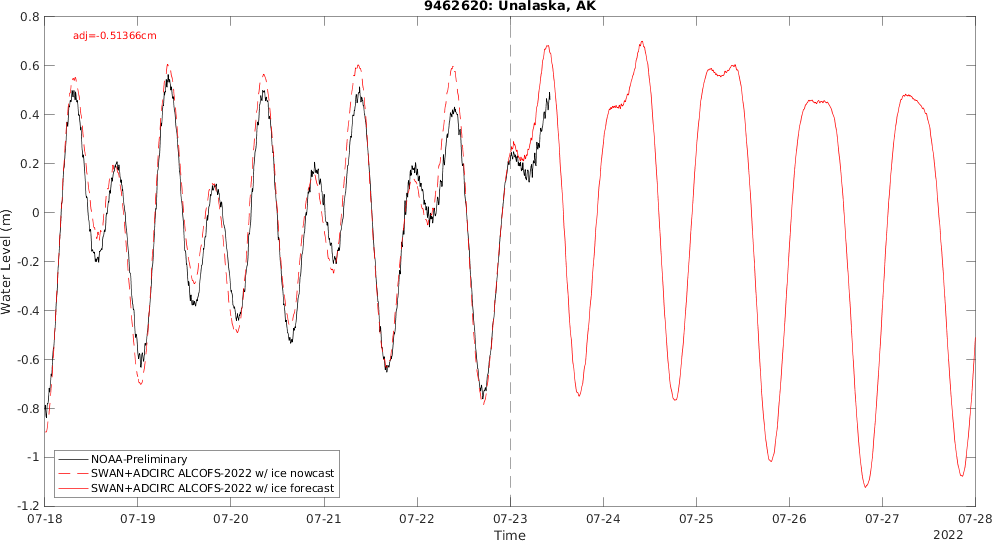 9462620: Unalaska, AK
adj=-0.51366cm
0.8
0.6
0.4
0.2
0
-0.2
-0.4
-0.6
-0.8
-1
-1.2
Water Level (m)
NOAA-Preliminary
SWAN+ADCIRC ALCOFS-2022 w/ ice nowcast
SWAN+ADCIRC ALCOFS-2022 w/ ice forecast
07-18 07-19 07-20 07-21 07-22 07-23 07-24 07-25 07-26 07-27 07-28
Time
2022